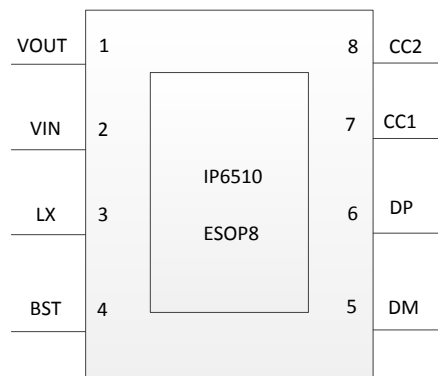 VOUT 1 8 CC2
VIN 2 7 CC1
IP6510
LX 3 6 DP
ESOP8
BST 4 5 DM